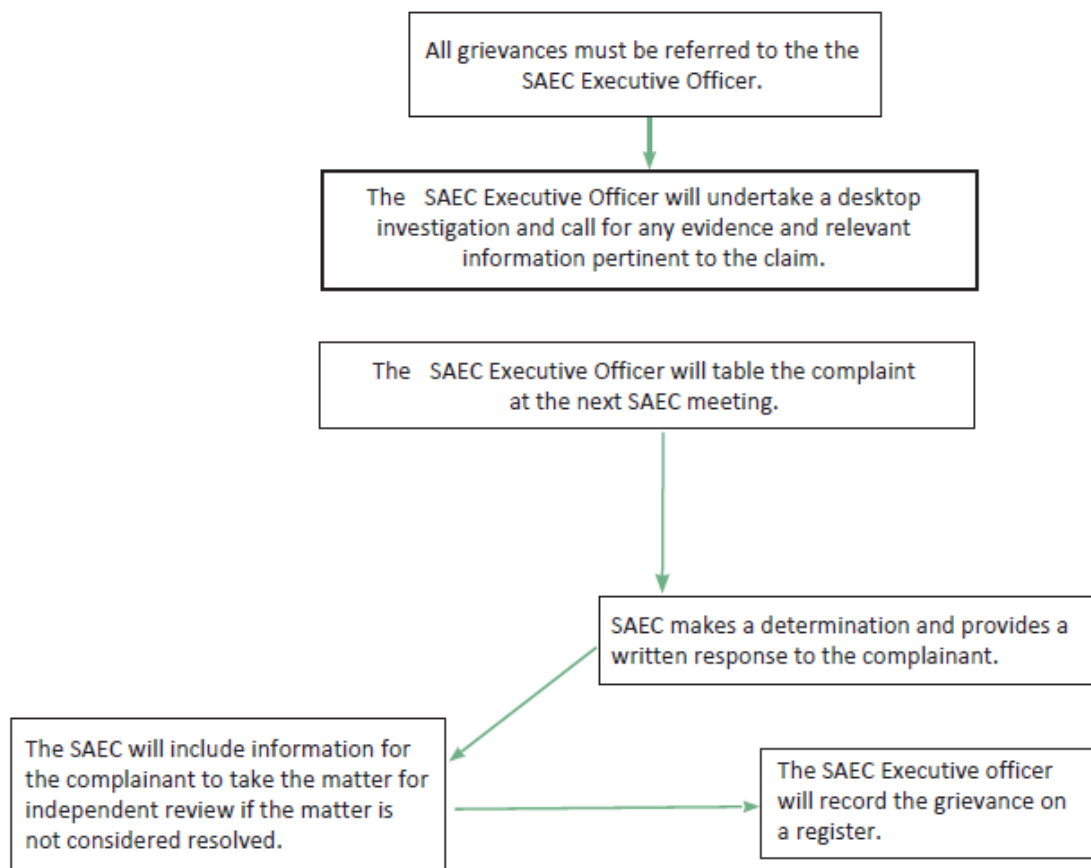 All grievances must be referred to the the
SAEC Executive Officer.
The SAEC Executive Officer will undertake a desktop
investigation and call for any evidence and relevant
information pertinent to the claim.
The SAEC Executive Officer will table the complaint
at the next SAEC meeting.
SAEC makes a determination and provides a
written response to the complainant.
The SAEC will include information for
the complainant to take the matter for
independent review if the matter is
not considered resolved.
The SAEC Executive officer
will record the grievance on
a register.